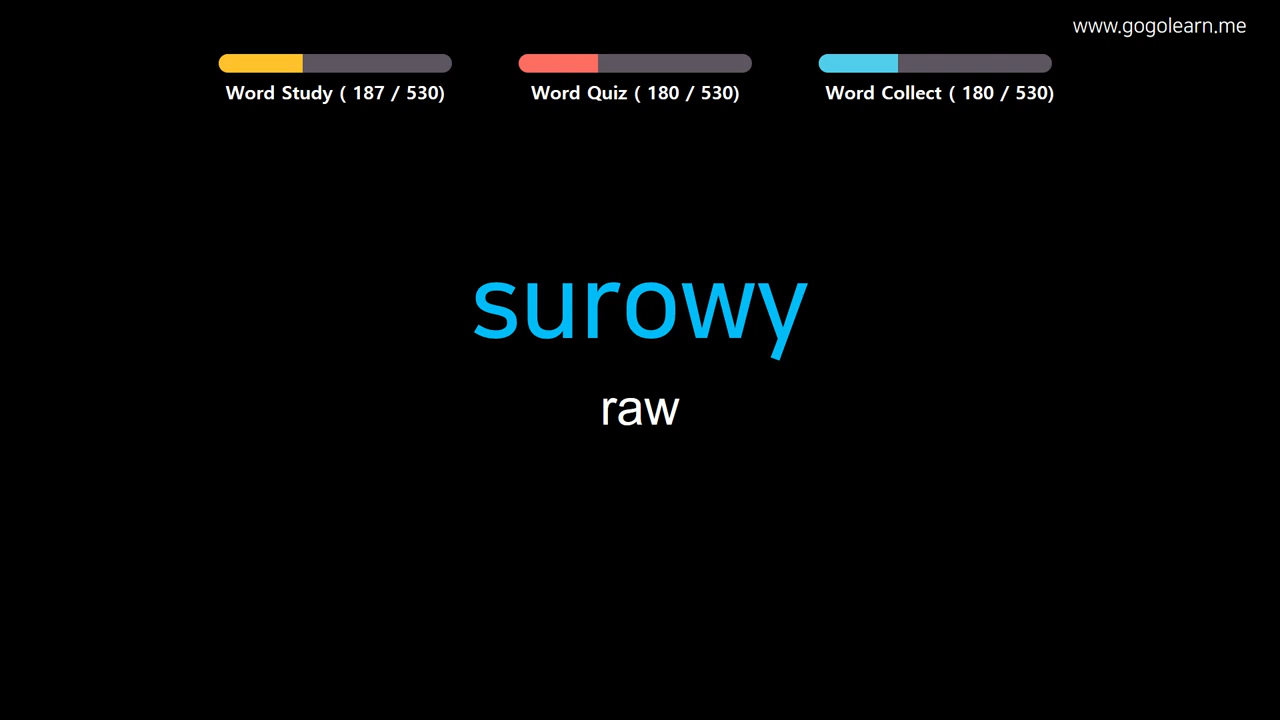 www.gogolearn.me
Word Study ( 187 / 530)
Word Quiz ( 180 / 530)
Word Collect ( 180 / 530)
surowy
raw